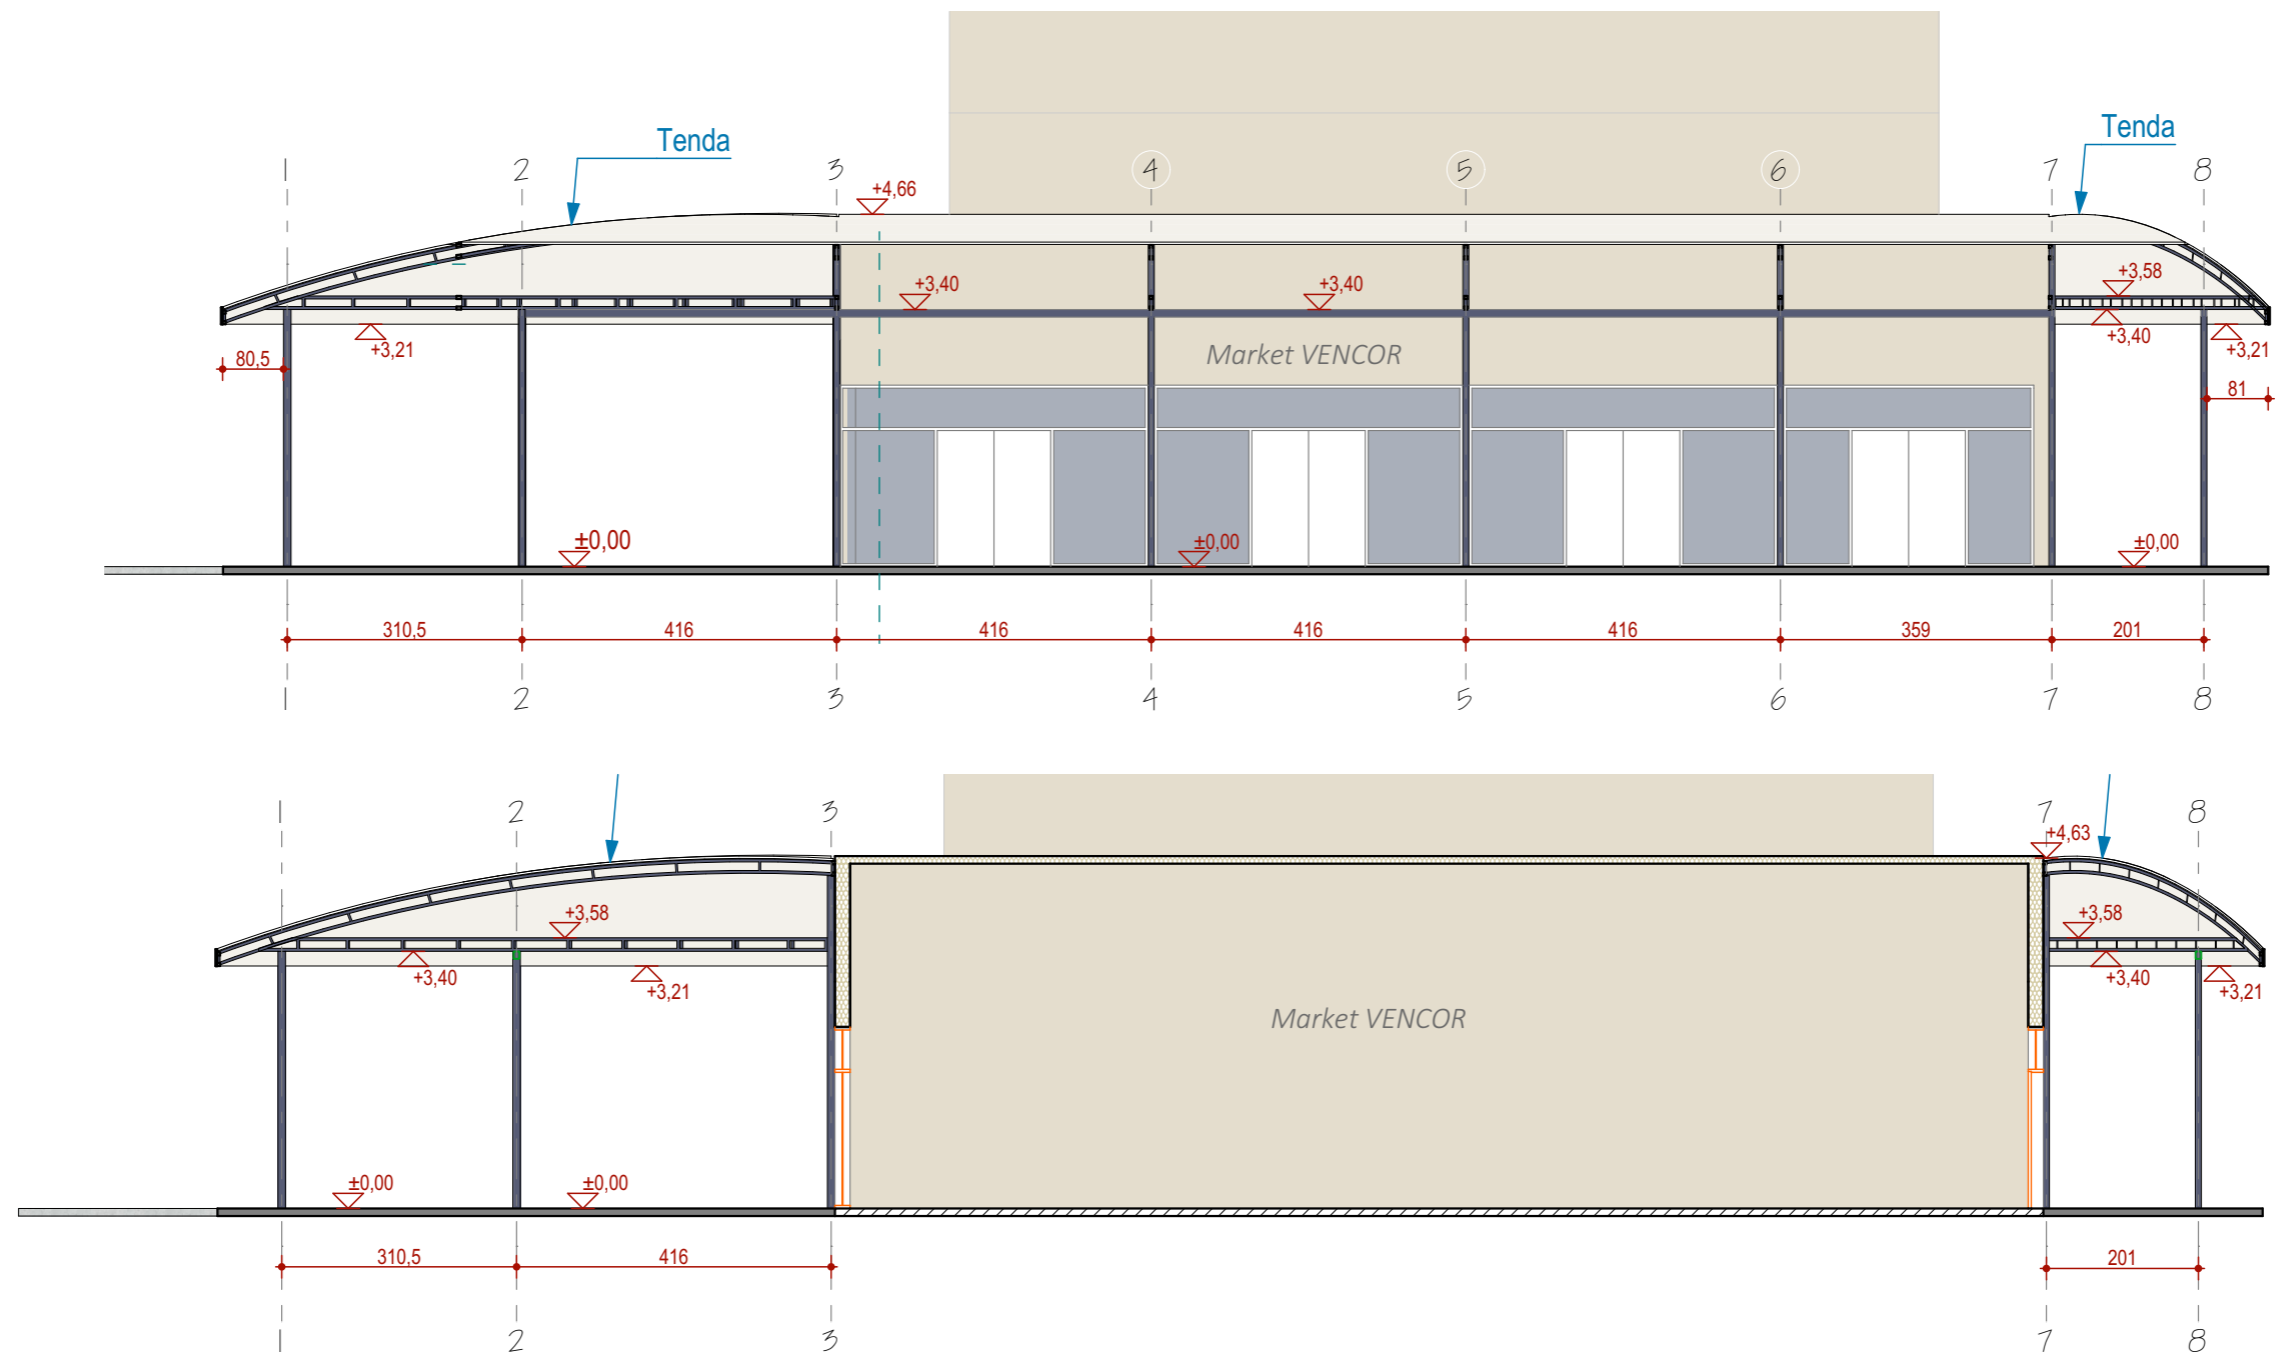 Tenda
Tenda
1 2 3 4 5 6 7 8
+4,66
+3,40
+3,40
+3,58
+3,21
+3,40
+3,21
80,5
Market VENCOR
81
±0,00
±0,00
±0,00
310,5 416 416 416 416 359 201
1 2 3 4 5 6 7 8
1 2 3 7 8
+4,63
+3,58
+3,58
+3,40
+3,21
+3,40
+3,21
Market VENCOR
±0,00
±0,00
310,5 416 201
1 2 3 7 8